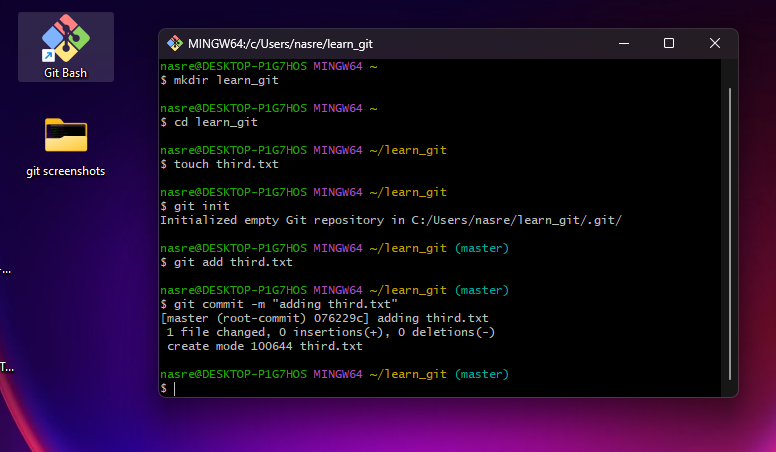 Git Bash
git screenshots
-...
T...
MINGW64:/c/Users/nasre/learn_git
nasre@DESKTOP-P1G7HOS MINGW64 ~
$ mkdir learn_git
nasre@DESKTOP-P1G7HOS MINGW64 ~
$ cd learn_git
nasre@DESKTOP-P1G7HOS MINGW64 ~/learn_git
$ touch third.txt
nasre@DESKTOP-P1G7HOS MINGW64 ~/learn_git
$ git init
Initialized empty Git repository in C:/Users/nasre/learn_git/.git/
nasre@DESKTOP-P1G7HOS MINGW64 ~/learn_git (master)
$ git add third.txt
nasre@DESKTOP-P1G7HOS MINGW64 ~/learn_git (master)
$ git commit -m "adding third.txt"
[master (root-commit) 076229c] adding third.txt
 1 file changed, 0 insertions(+), 0 deletions(-)
 create mode 100644 third.txt
nasre@DESKTOP-P1G7HOS MINGW64 ~/learn_git (master)
$